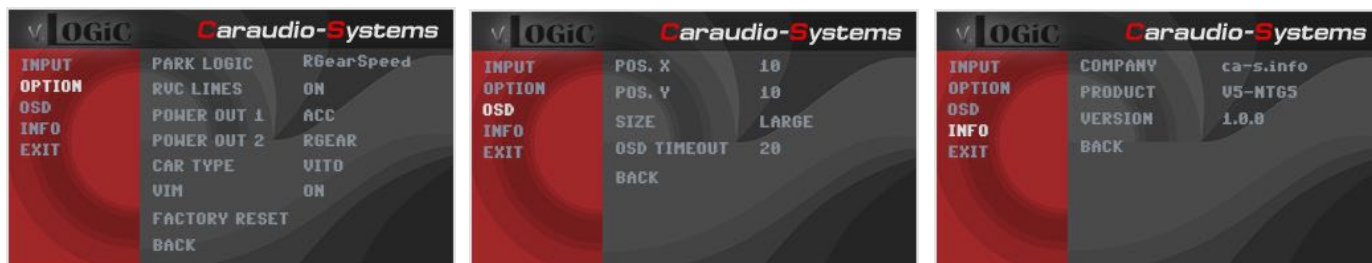 v.LOGiC Caraudio-Systems
INPUT
OPTION
OSD
INFO
EXIT
PARK LOGIC RGearSpeed
RVC LINES ON
POWER OUT 1 ACC
POWER OUT 2 RGEAR
CAR TYPE VITO
VIM ON
FACTORY RESET
BACK
v.LOGiC Caraudio-Systems
INPUT
OPTION
OSD
INFO
EXIT
POS. X 10
POS. Y 10
SIZE LARGE
OSD TIMEOUT 20
BACK
v.LOGiC Caraudio-Systems
INPUT
OPTION
OSD
INFO
EXIT
COMPANY ca-s.info
PRODUCT V5-NTG5
VERSION 1.0.0
BACK